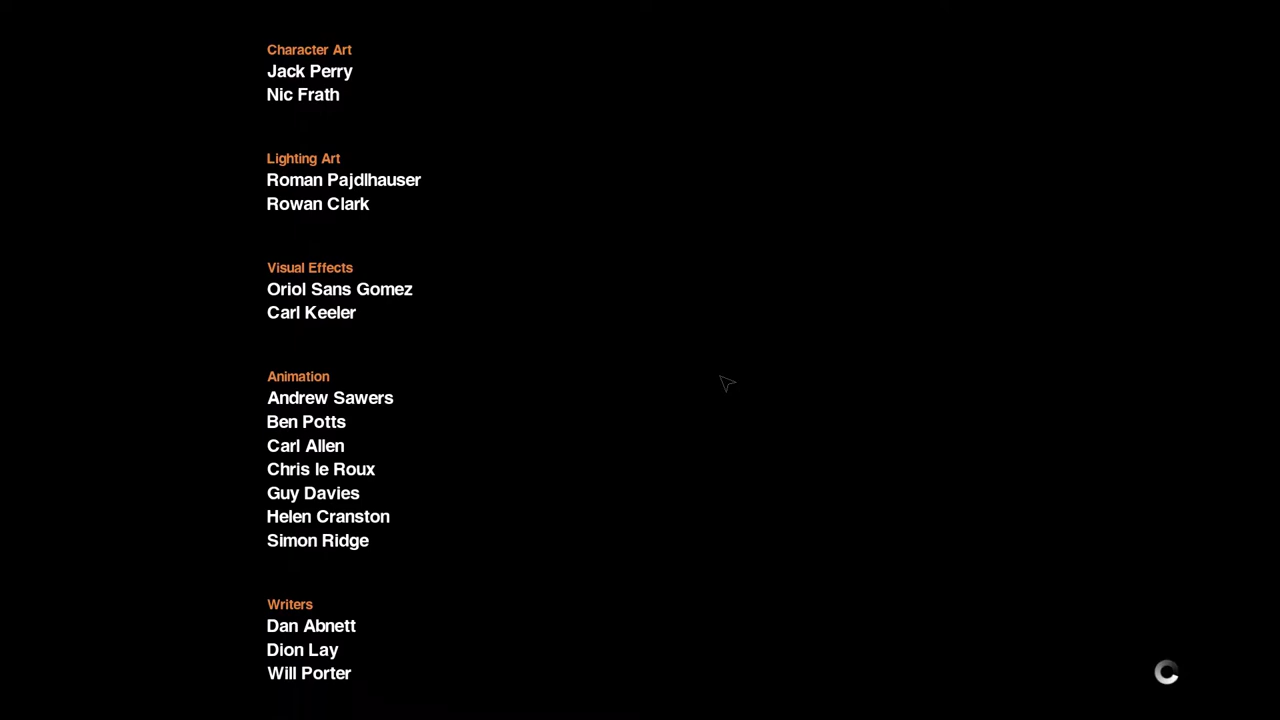 Character Art
Jack Perry
Nic Frath
Lighting Art
Roman Pajdlhauser
Rowan Clark
Visual Effects
Oriol Sans Gomez
Carl Keeler
Animation
Andrew Sawers
Ben Potts
Carl Allen
Chris le Roux
Guy Davies
Helen Cranston
Simon Ridge
Writers
Dan Abnett
Dion Lay
Will Porter